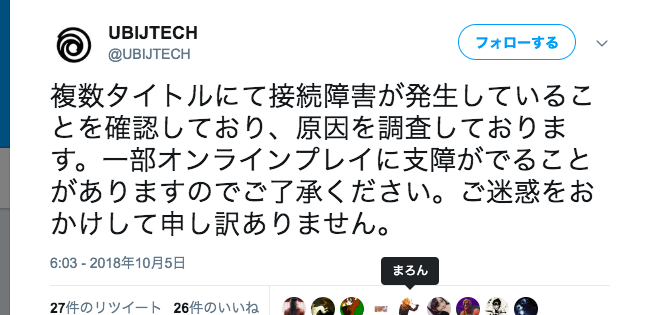 UBIJTECH
@UBIJTECH
フォローする
複数タイトルにて接続障害が発生しているこ
とを確認しており、原因を調査しておりま
す。一部オンラインプレイに支障がでること
がありますのでご了承ください。ご迷惑をお
かけして申し訳ありません。
6:03 - 2018年10月5日
まろん
27件のリツイート 26件のいいね